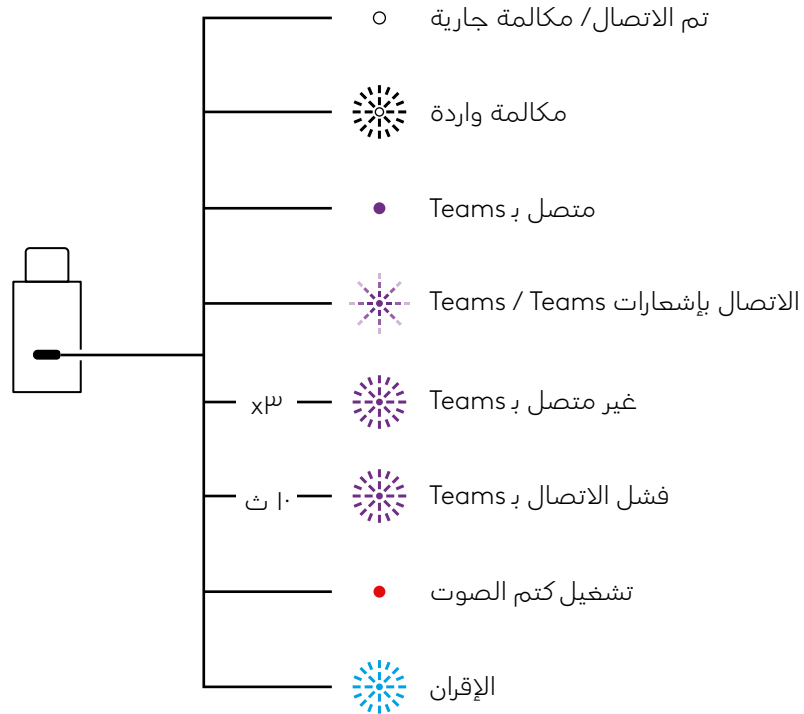 تم الاتصال/ مكالمة جارية
مكالمة واردة
متصل بـ Teams
الاتصال بإشعارات Teams / Teams
x٣
غير متصل بـ Teams
١٠ ث
فشل الاتصال بـ Teams
تشغيل كتم الصوت
الإقران